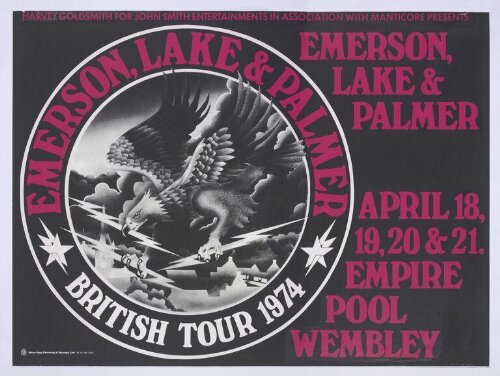 HARVEY GOLDSMITH FOR JOHN SMITH ENTERTAINMENTS IN ASSOCIATION WITH MANTICORE PRESENTS
EMERSON, LAKE & PALMER
BRITISH TOUR 1974
EMERSON,
LAKE &
PALMER
APRIL 18,
19, 20 & 21.
EMPIRE
POOL
WEMBLEY